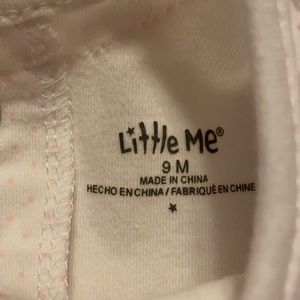 Little Me®
9 M
MADE IN CHINA
HECHO EN CHINA / FABRIQUÉ EN CHINE